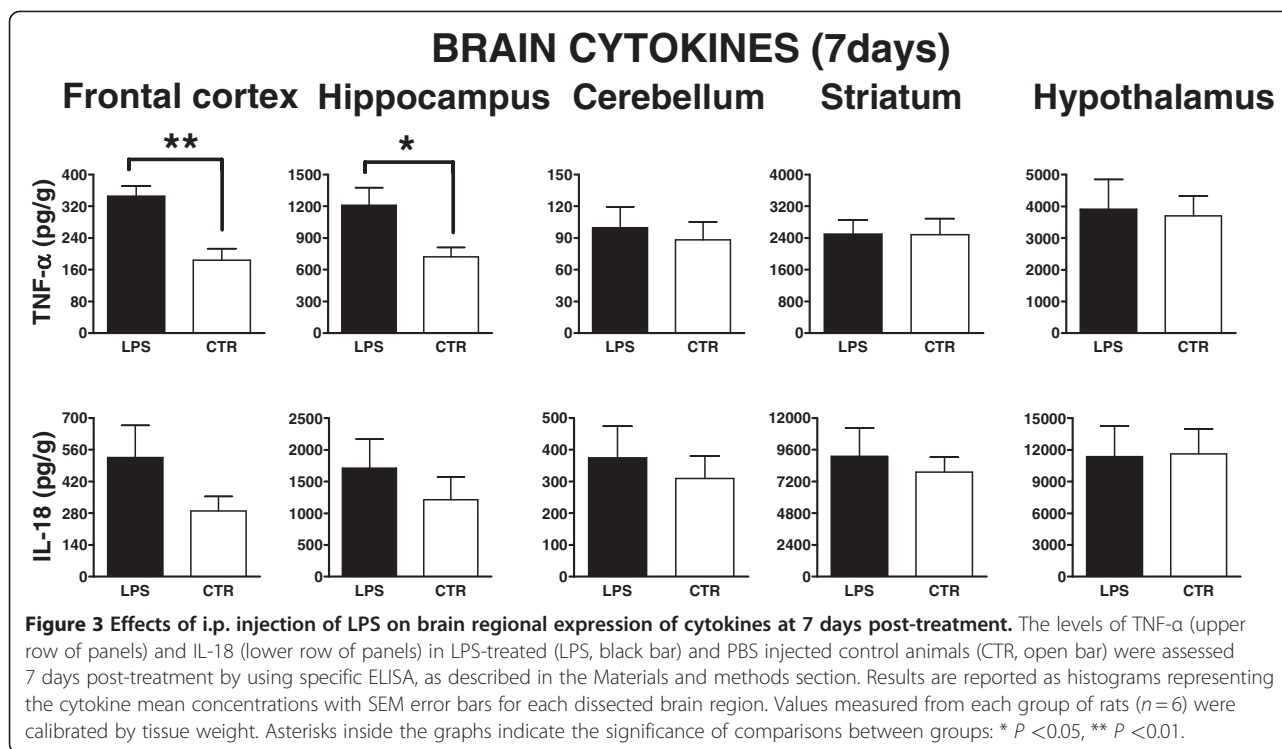 BRAIN CYTOKINES (7days)
Frontal cortex Hippocampus Cerebellum Striatum Hypothalamus
** *
TNF-α (pg/g)
400 320 240 160 80 0
LPS CTR
1500 1200 900 600 300 0
LPS CTR
150 120 90 60 30 0
LPS CTR
4000 3200 2400 1600 800 0
LPS CTR
5000 4000 3000 2000 1000 0
LPS CTR
IL-18 (pg/g)
700 560 420 280 140 0
LPS CTR
2500 2000 1500 1000 500 0
LPS CTR
500 400 300 200 100 0
LPS CTR
12000 9600 7200 4800 2400 0
LPS CTR
15000 12000 9000 6000 3000 0
LPS CTR
Figure 3 Effects of i.p. injection of LPS on brain regional expression of cytokines at 7 days post-treatment. The levels of TNF-α (upper
row of panels) and IL-18 (lower row of panels) in LPS-treated (LPS, black bar) and PBS injected control animals (CTR, open bar) were assessed
7 days post-treatment by using specific ELISA, as described in the Materials and methods section. Results are reported as histograms representing
the cytokine mean concentrations with SEM error bars for each dissected brain region. Values measured from each group of rats (n = 6) were
calibrated by tissue weight. Asterisks inside the graphs indicate the significance of comparisons between groups: * P <0.05, ** P <0.01.